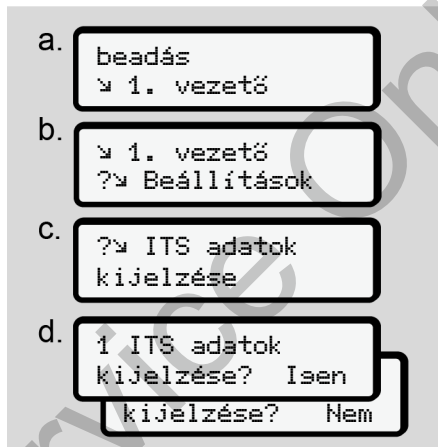 a.
beadás
↘ 1. vezető
b.
↘ 1. vezető
?↘ Beállítások
c.
?↘ ITS adatok
kijelzése
d.
1 ITS adatok
kijelzése? Igen
kijelzése? Nem